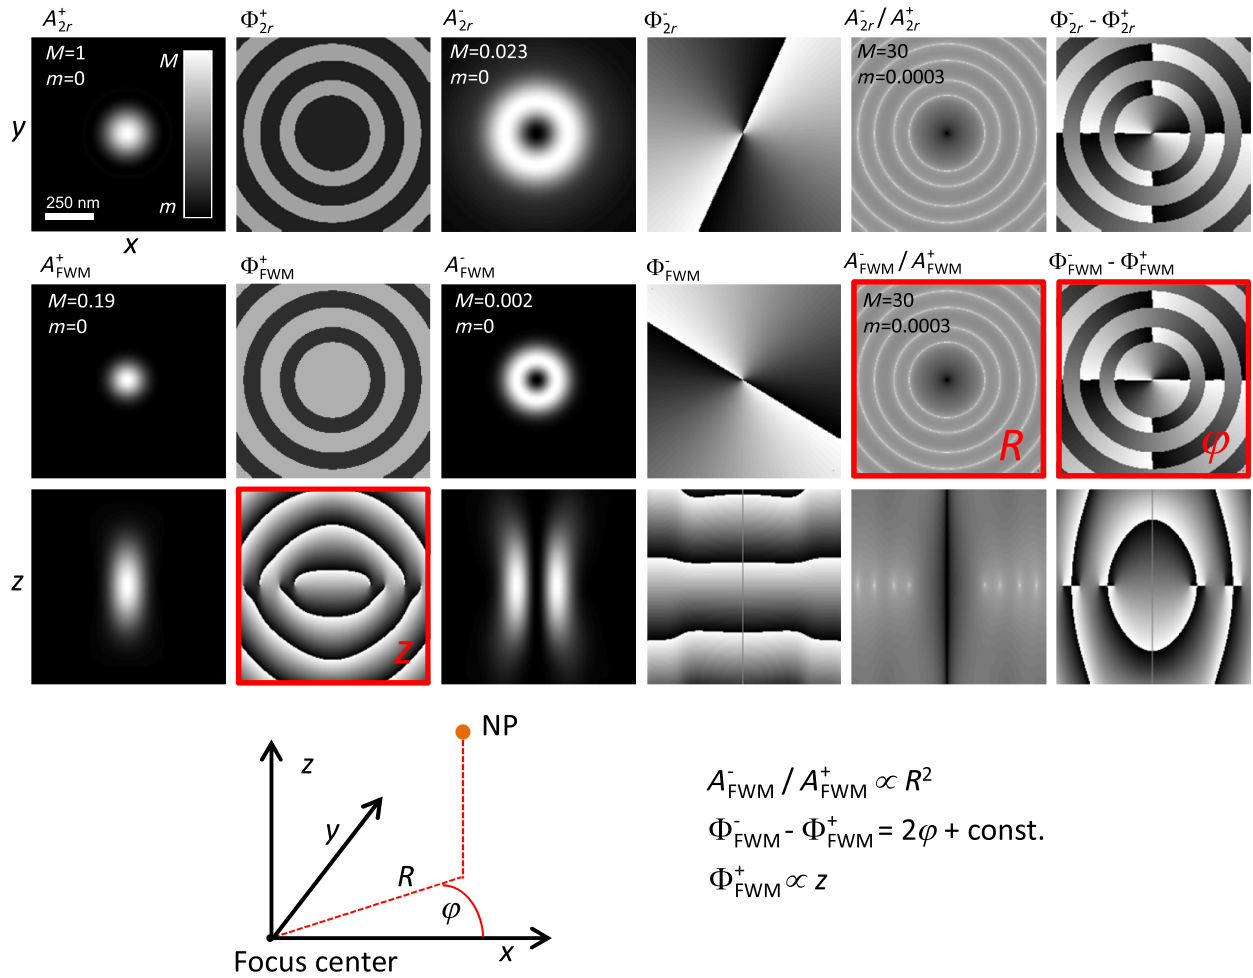 A⁺₂ᵣ
Φ⁺₂ᵣ
A⁻₂ᵣ
Φ⁻₂ᵣ
A⁻₂ᵣ / A⁺₂ᵣ
Φ⁻₂ᵣ - Φ⁺₂ᵣ
M=1
m=0
M
m
250 nm
M=0.023
m=0
M=30
m=0.0003
y
x
A⁺FWM
Φ⁺FWM
A⁻FWM
Φ⁻FWM
A⁻FWM / A⁺FWM
Φ⁻FWM - Φ⁺FWM
M=0.19
m=0
M=0.002
m=0
M=30
m=0.0003
R
φ
z
z
NP
z
y
R
φ
x
Focus center
A⁻FWM / A⁺FWM ∝ R²
Φ⁻FWM - Φ⁺FWM = 2φ + const.
Φ⁺FWM ∝ z